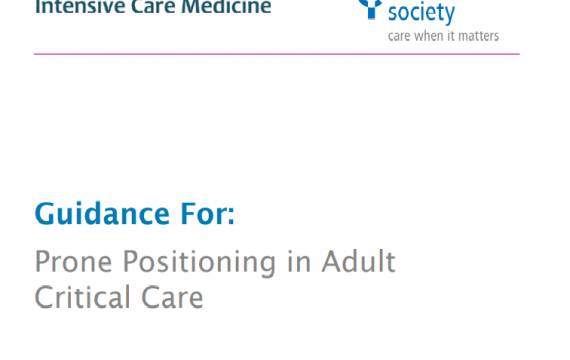 Intensive Care Medicine
society
care when it matters
Guidance For:
Prone Positioning in Adult
Critical Care